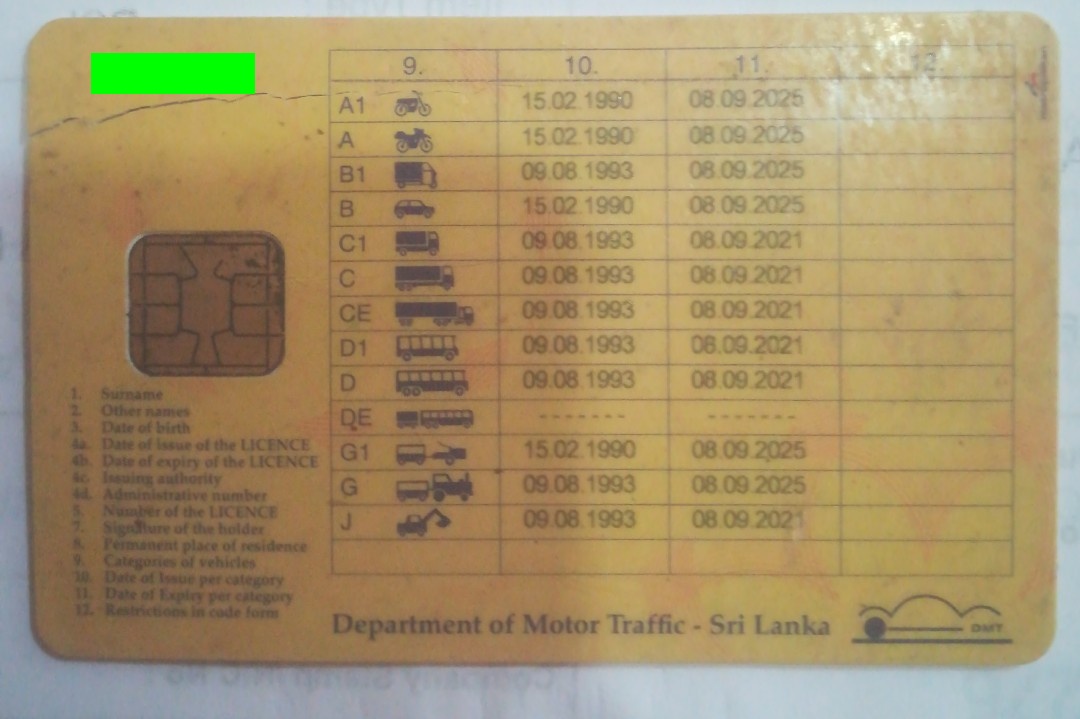 9. 10. 11. 12.
A1 15.02.1990 08.09.2025
A 15.02.1990 08.09.2025
B1 09.08.1993 08.09.2025
B 15.02.1990 08.09.2025
C1 09.08.1993 08.09.2021
C 09.08.1993 08.09.2021
CE 09.08.1993 08.09.2021
D1 09.08.1993 08.09.2021
D 09.08.1993 08.09.2021
DE ------- -------
G1 15.02.1990 08.09.2025
G 09.08.1993 08.09.2025
J 09.08.1993 08.09.2021
1. Surname
2. Other names
3. Date of birth
4a. Date of issue of the LICENCE
4b. Date of expiry of the LICENCE
4c. Issuing authority
4d. Administrative number
5. Number of the LICENCE
7. Signature of the holder
8. Permanent place of residence
9. Categories of vehicles
10. Date of Issue per category
11. Date of Expiry per category
12. Restrictions in code form
Department of Motor Traffic - Sri Lanka
DMT